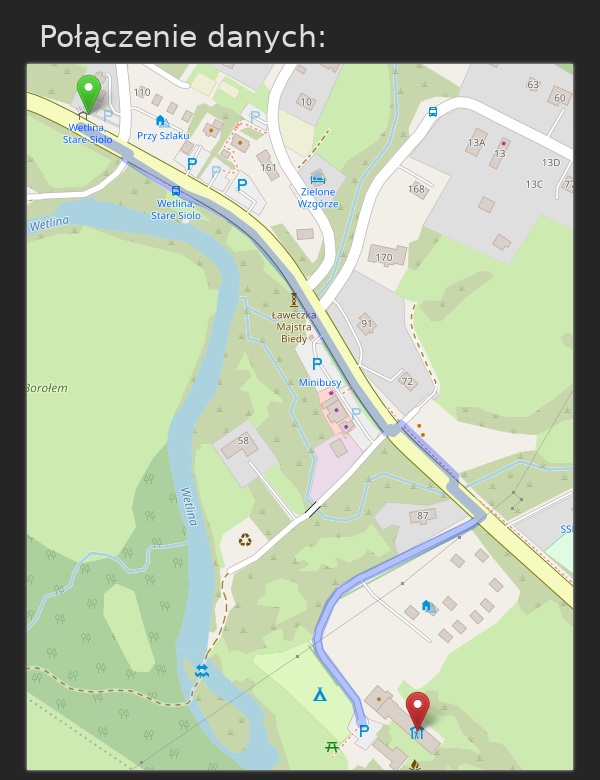 Połączenie danych:
110
P
Wetlina,
Stare Sioło
Przy Szlaku
P
10
63
60
13A
13
13D
13C
161
P
P
P
Zielone
Wzgórze
168
Wetlina,
Stare Sioło
Wetlina
170
Ławeczka
Majstra
Biedy
91
P
Minibusy
72
P
Borołem
58
Wetlina
87
P